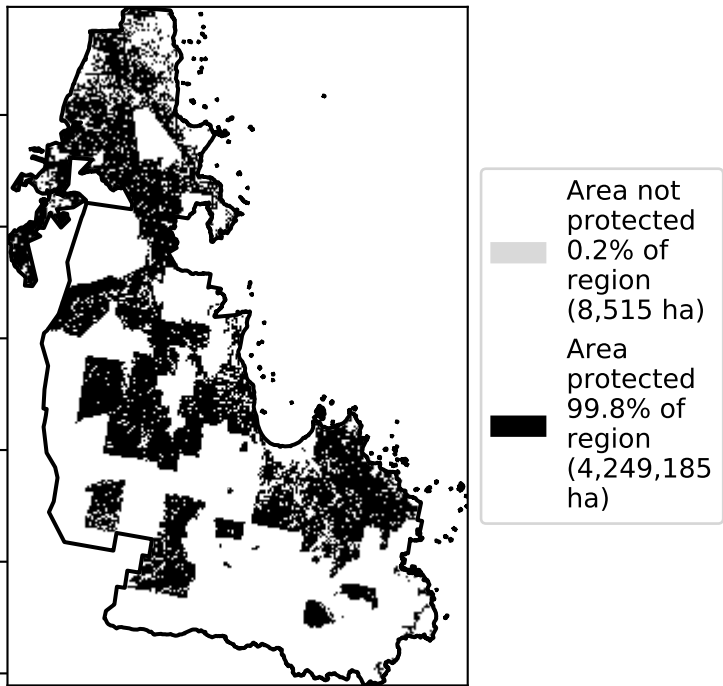 Area not
protected
0.2% of
region
(8,515 ha)
Area
protected
99.8% of
region
(4,249,185
ha)